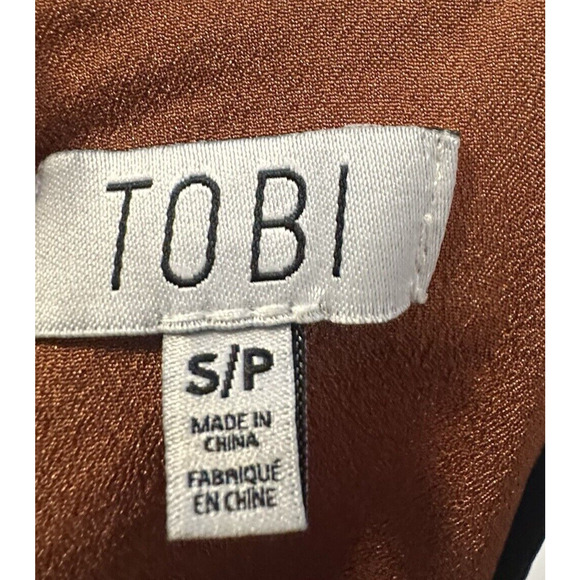 TOBI
S/P
MADE IN
CHINA
FABRIQUÉ
EN CHINE